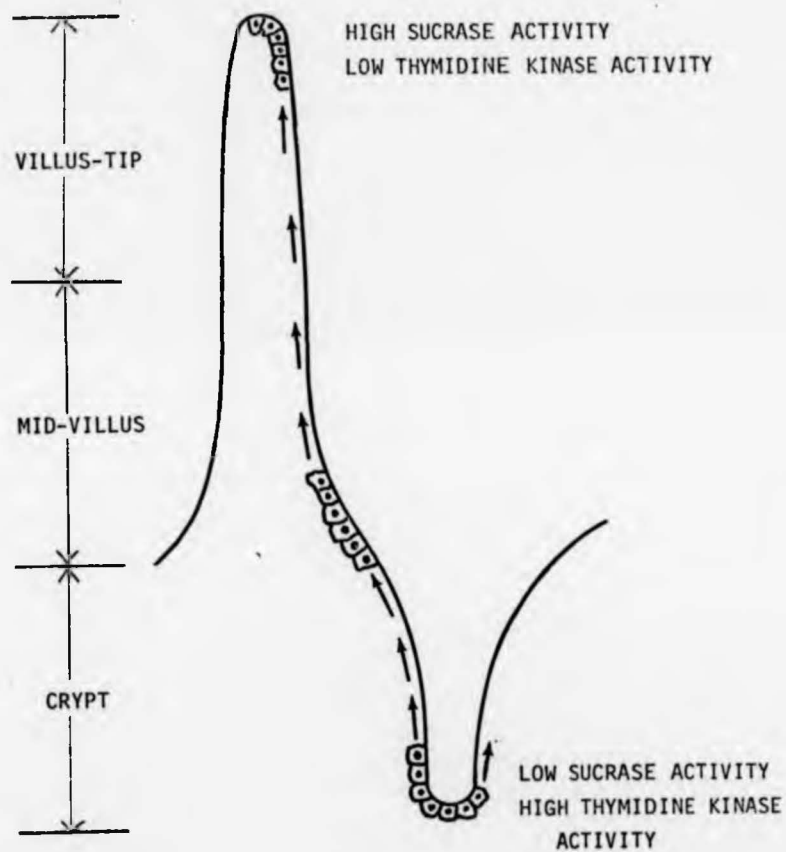 HIGH SUCRASE ACTIVITY
LOW THYMIDINE KINASE ACTIVITY
VILLUS-TIP
MID-VILLUS
CRYPT
LOW SUCRASE ACTIVITY
HIGH THYMIDINE KINASE
ACTIVITY